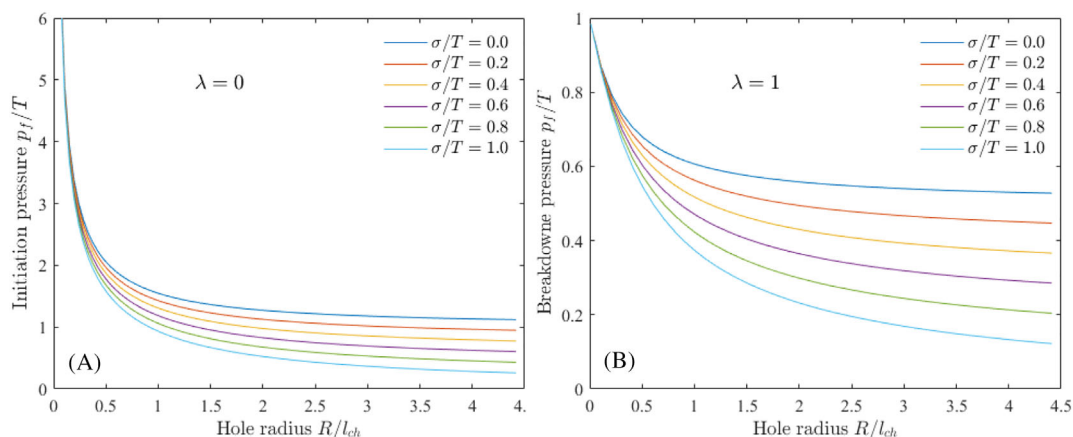 6
5
4
3
2
1
0
Initiation pressure p_f/T
λ = 0
σ/T = 0.0
σ/T = 0.2
σ/T = 0.4
σ/T = 0.6
σ/T = 0.8
σ/T = 1.0
(A)
0 0.5 1 1.5 2 2.5 3 3.5 4 4.
Hole radius R/l_ch
1
0.8
0.6
0.4
0.2
0
Breakdowne pressure p_f/T
λ = 1
σ/T = 0.0
σ/T = 0.2
σ/T = 0.4
σ/T = 0.6
σ/T = 0.8
σ/T = 1.0
(B)
0 0.5 1 1.5 2 2.5 3 3.5 4 4.5
Hole radius R/l_ch